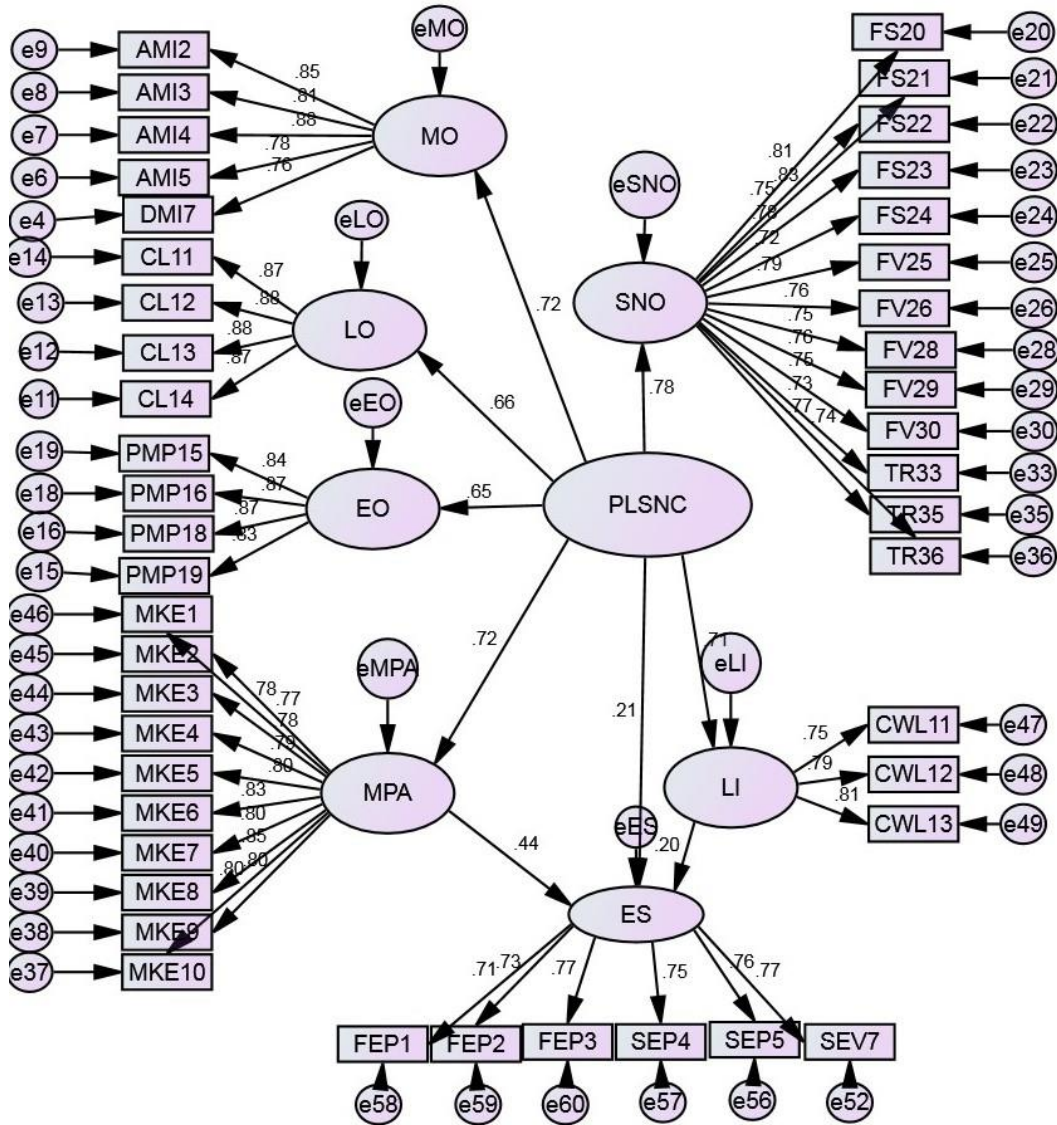 eMO
e9 AMI2
.85
e8 AMI3
.81
e7 AMI4
.88
e6 AMI5
.78
e4 DMI7
.76
MO
e14 CL11
.87
e13 CL12
.88
e12 CL13
.88
e11 CL14
.87
eLO
LO
.72
.66
eEO
e19 PMP15
.84
e18 PMP16
.87
e16 PMP18
.87
e15 PMP19
.83
EO
.65
PLSNC
eSNO
SNO
.78
FS20 e20
FS21 e21
FS22 e22
FS23 e23
FS24 e24
FV25 e25
FV26 e26
FV28 e28
FV29 e29
FV30 e30
TR33 e33
TR35 e35
TR36 e36
.81
.83
.75
.78
.72
.79
.76
.75
.76
.75
.73
.77
.74
e46 MKE1
e45 MKE2
e44 MKE3
e43 MKE4
e42 MKE5
e41 MKE6
e40 MKE7
e39 MKE8
e38 MKE9
e37 MKE10
.78
.77
.78
.79
.80
.83
.80
.85
.80
.80
eMPA
MPA
.72
.21
.71
eLI
LI
.75
CWL11 e47
.79
CWL12 e48
.81
CWL13 e49
.44
eES
.20
ES
.71
.73
.77
.75
.76
.77
FEP1 FEP2 FEP3 SEP4 SEP5 SEV7
e58 e59 e60 e57 e56 e52